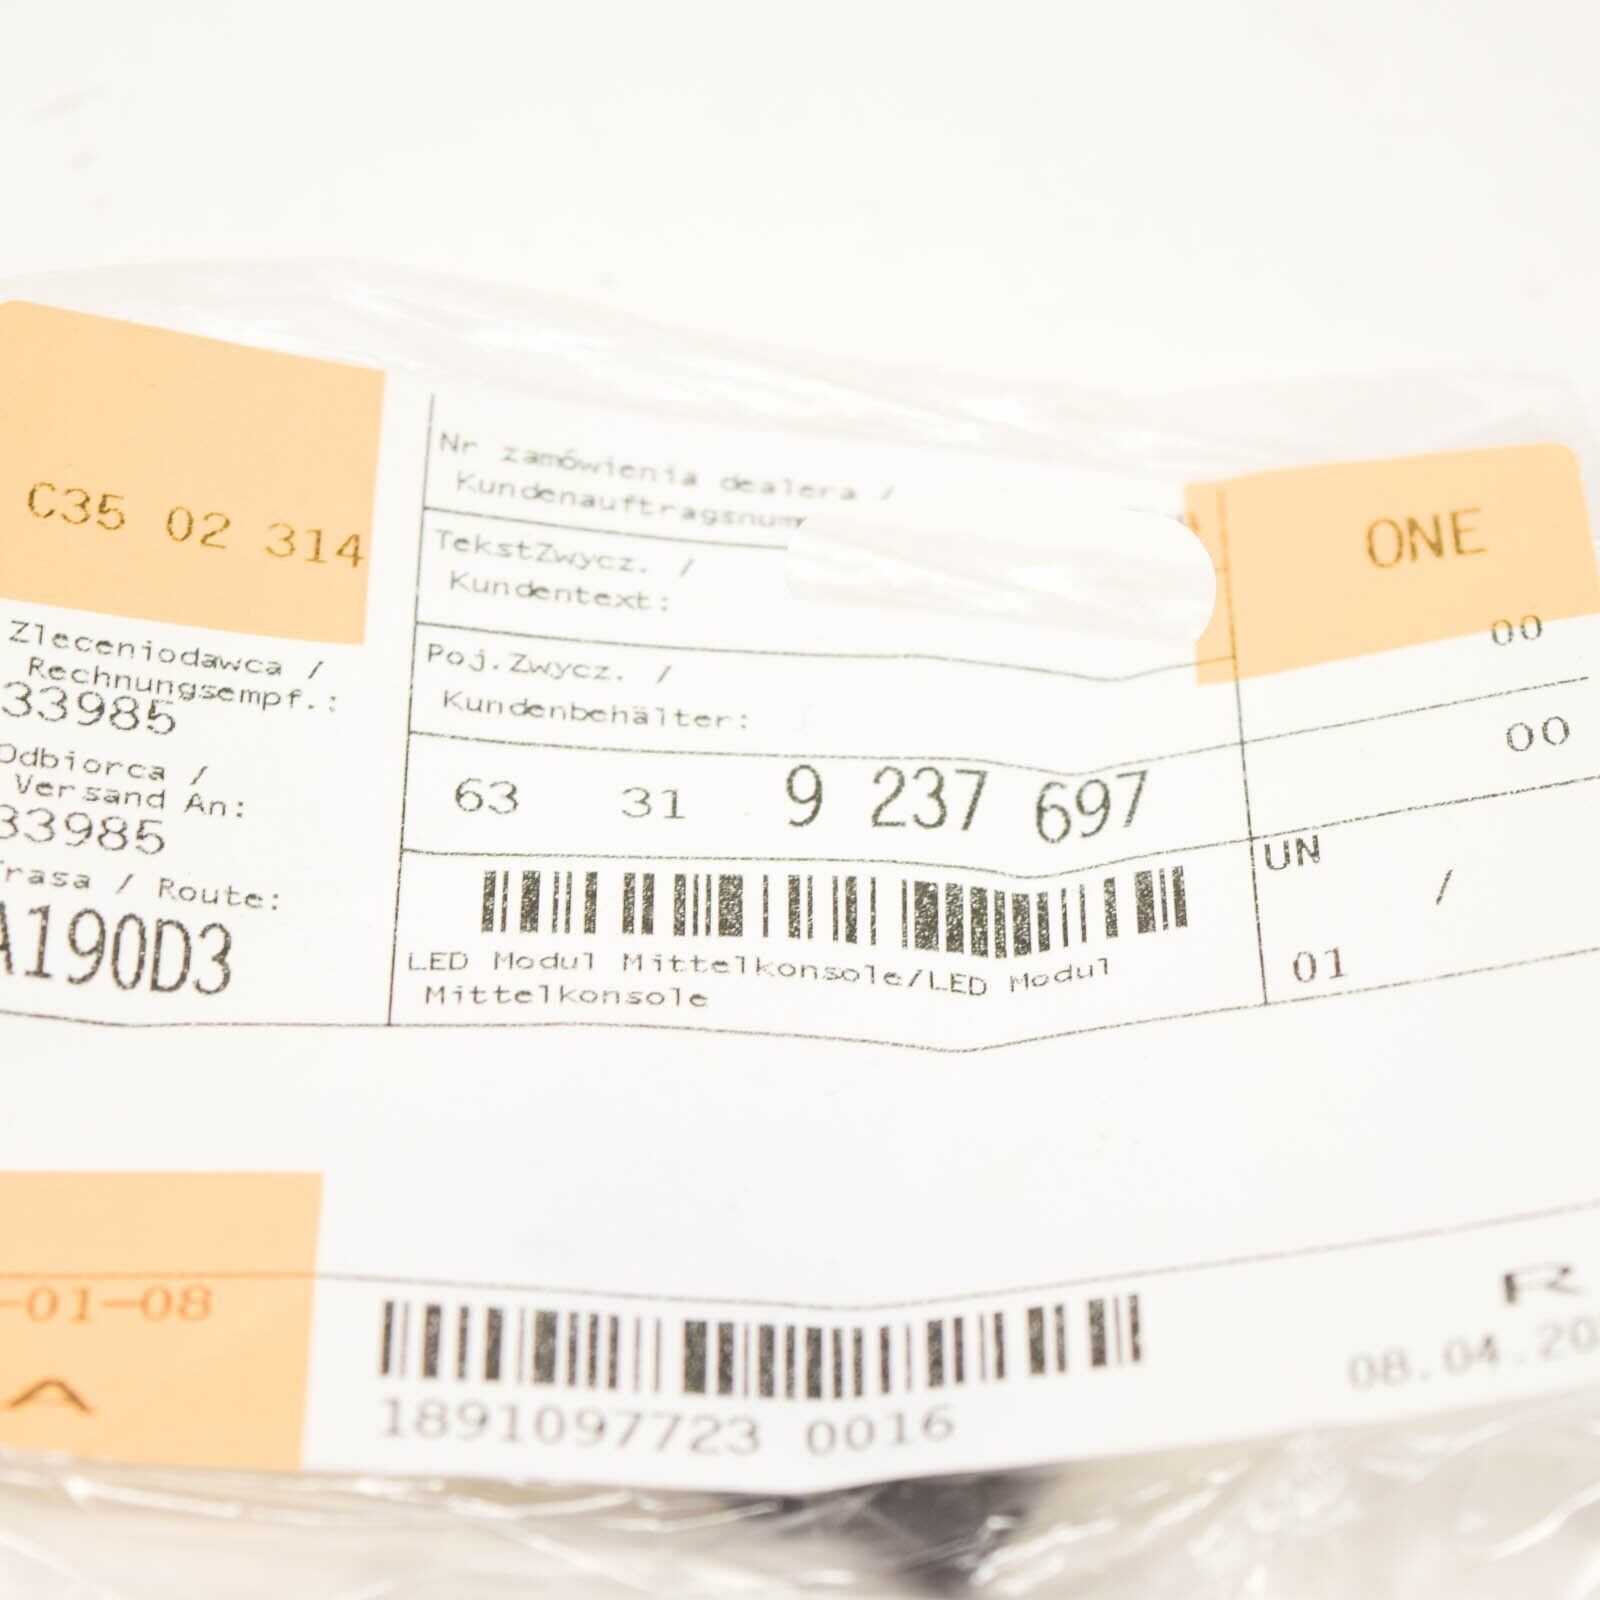 C35 02 314
Zleceniodawca /
Rechnungsempf.:
33985
Odbiorca /
Versand An:
33985
Trasa / Route:
A190D3
Nr zamówienia dealera /
Kundenauftragsnum
TekstZwycz. /
Kundentext:
Poj.Zwycz. /
Kundenbehälter:
63 31 9 237 697
LED Modul Mittelkonsole/LED Modul
Mittelkonsole
ONE
00
00
UN
/
01
-01-08
A
1891097723 0016
R
08.04.20